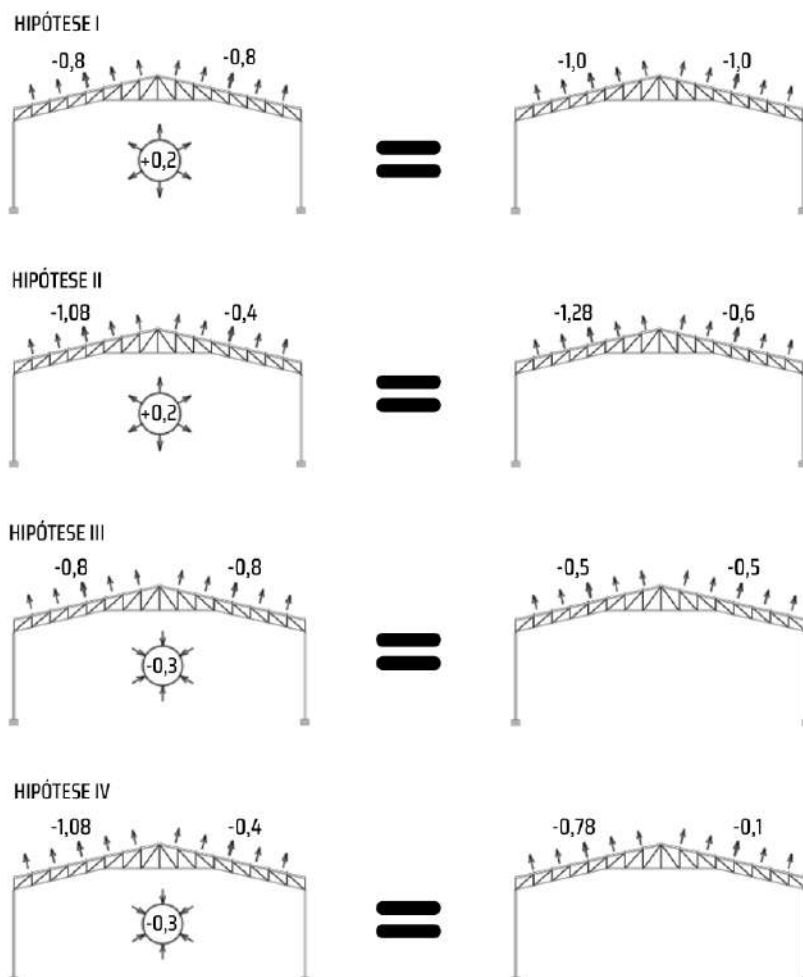 HIPÓTESE I
-0,8 -0,8 -1,0 -1,0
+0,2
HIPÓTESE II
-1,08 -0,4 -1,28 -0,6
+0,2
HIPÓTESE III
-0,8 -0,8 -0,5 -0,5
-0,3
HIPÓTESE IV
-1,08 -0,4 -0,78 -0,1
-0,3